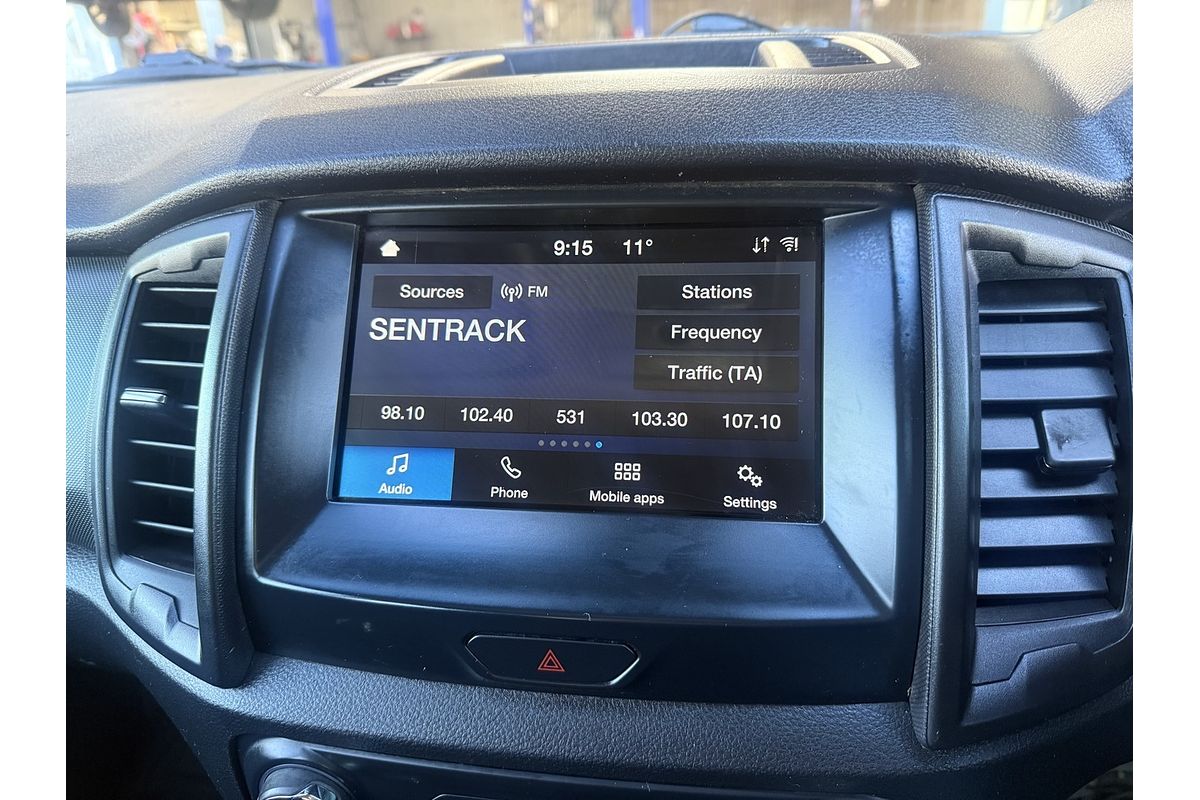 9:15 11°
Sources FM Stations
SENTRACK Frequency
Traffic (TA)
98.10 102.40 531 103.30 107.10
Audio Phone Mobile apps Settings